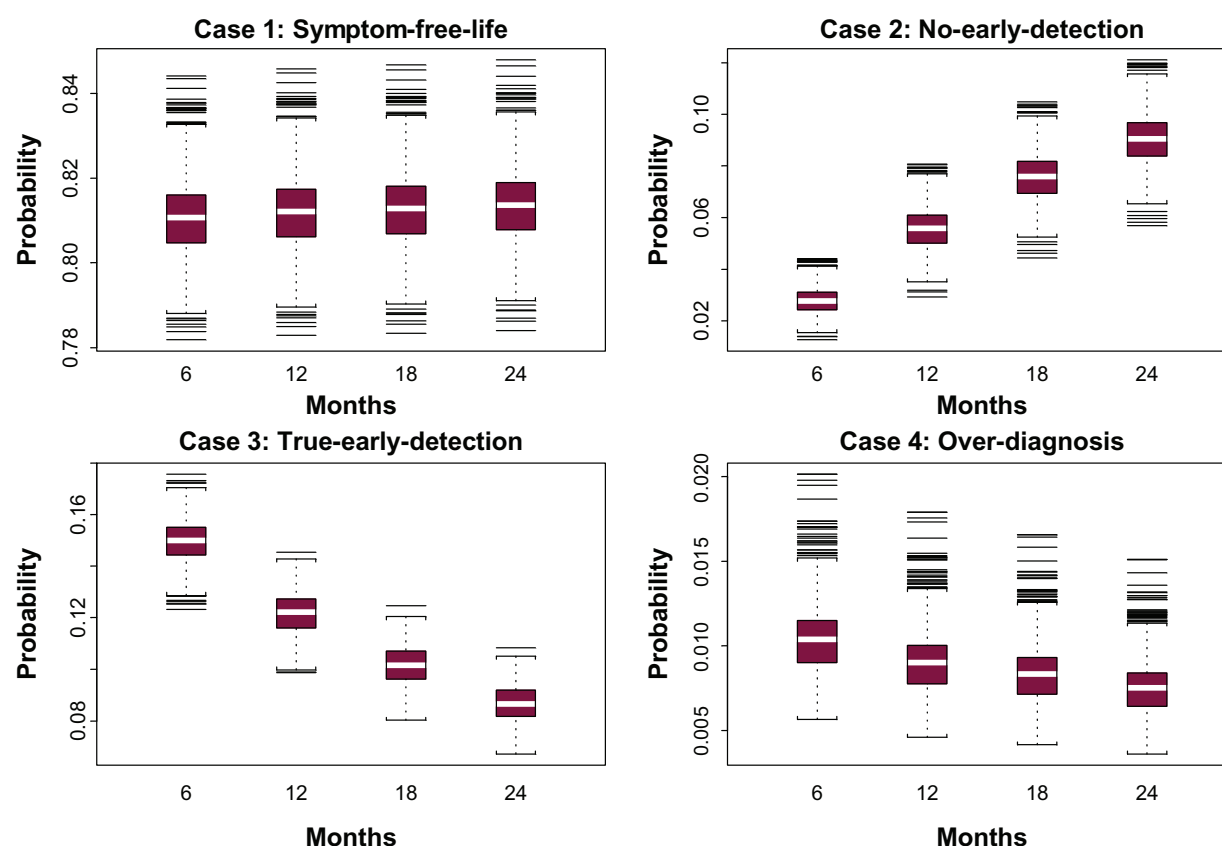 Case 1: Symptom-free-life
Probability
0.84
0.82
0.80
0.78
6 12 18 24
Months
Case 2: No-early-detection
Probability
0.10
0.06
0.02
6 12 18 24
Months
Case 3: True-early-detection
Probability
0.16
0.12
0.08
6 12 18 24
Months
Case 4: Over-diagnosis
Probability
0.020
0.015
0.010
0.005
6 12 18 24
Months